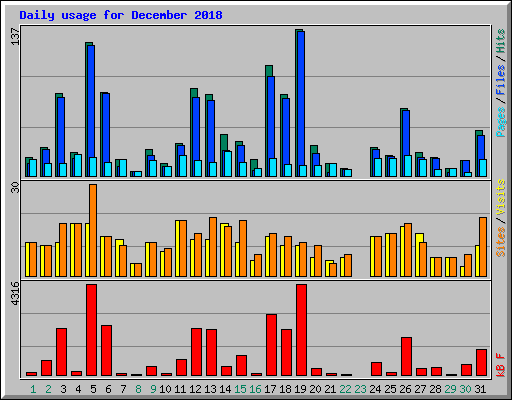 Daily usage for December 2018
137
Pages / Files / Hits
30
Sites / Visits
4316
kB F
1 2 3 4 5 6 7 8 9 10 11 12 13 14 15 16 17 18 19 20 21 22 23 24 25 26 27 28 29 30 31